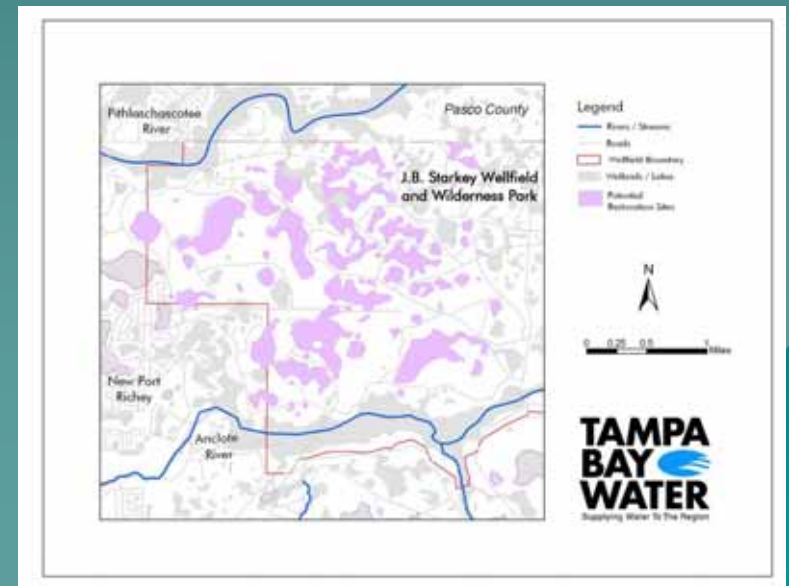 Pithlaschascotee
River
Pasco County
J.B. Starkey Wellfield
and Wilderness Park
New Port
Richey
Anclote
River
Legend
Rivers / Streams
Roads
Wellfield Boundary
Wetlands / Lakes
Potential
Restoration Sites
N
0 0.25 0.5 1
Miles
TAMPA
BAY
WATER
Supplying Water To The Region